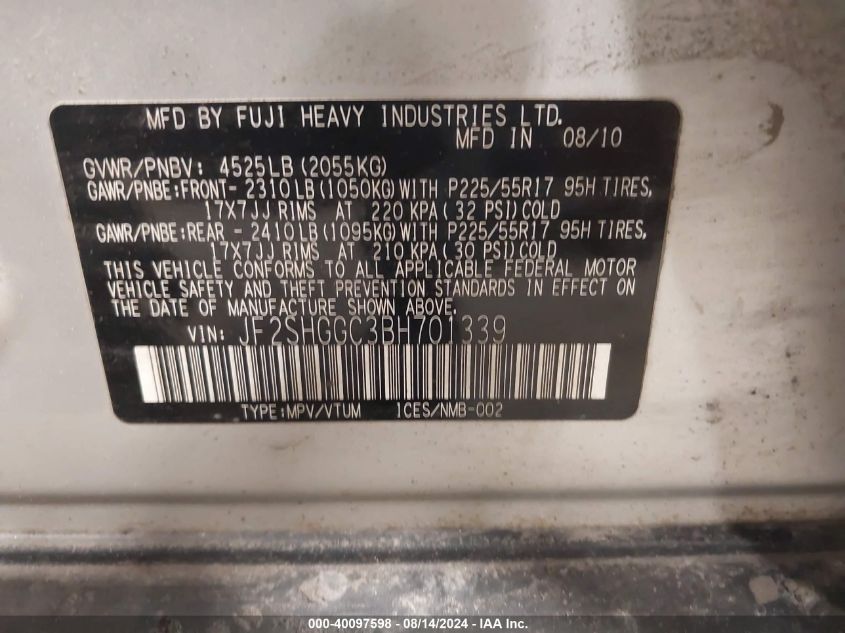 MFD BY FUJI HEAVY INDUSTRIES LTD.
MFD IN 08/10
GVWR/PNBV: 4525LB (2055KG)
GAWR/PNBE:FRONT- 2310LB(1050KG)WITH P225/55R17 95H TIRES,
17X7JJ RIMS AT 220 KPA(32 PSI)COLD
GAWR/PNBE:REAR - 2410LB(1095KG)WITH P225/55R17 95H TIRES,
17X7JJ RIMS AT 210 KPA(30 PSI)COLD
THIS VEHICLE CONFORMS TO ALL APPLICABLE FEDERAL MOTOR
VEHICLE SAFETY AND THEFT PREVENTION STANDARDS IN EFFECT ON
THE DATE OF MANUFACTURE SHOWN ABOVE.
VIN: JF2SHGGC3BH701339
TYPE:MPV/VTUM ICES/NMB-002
000-40097598 - 08/14/2024 - IAA Inc.